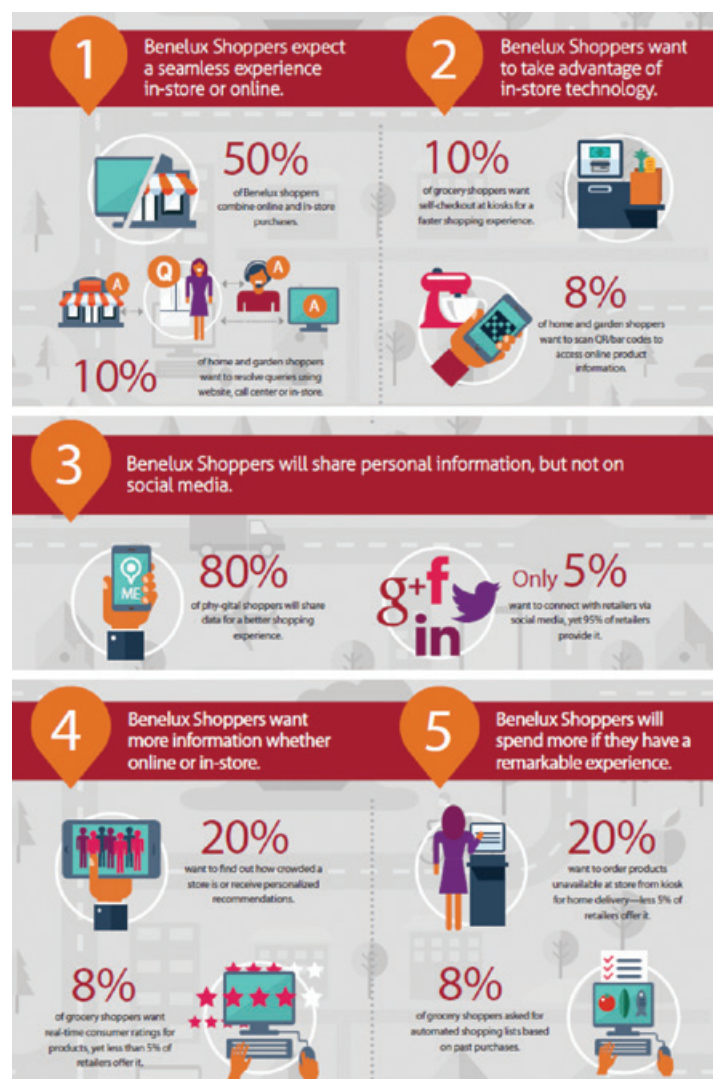 1
Benelux Shoppers expect
a seamless experience
in-store or online.
50%
of Benelux shoppers
combine online and in-store
purchases.
A
Q
A
A
10%
of home and garden shoppers
want to resolve queries using
website, call center or in-store.
2
Benelux Shoppers want
to take advantage of
in-store technology.
10%
of grocery shoppers want
self-checkout at kiosks for a
faster shopping experience.
8%
of home and garden shoppers
want to scan QR/bar codes to
access online product
information.
3
Benelux Shoppers will share personal information, but not on
social media.
ME
80%
of phy-gital shoppers will share
data for a better shopping
experience.
g+ f
in
Only 5%
want to connect with retailers via
social media, yet 95% of retailers
provide it.
4
Benelux Shoppers want
more information whether
online or in-store.
20%
want to find out how crowded a
store is or receive personalized
recommendations.
8%
of grocery shoppers want
real-time consumer ratings for
products, yet less than 5% of
retailers offer it.
5
Benelux Shoppers will
spend more if they have a
remarkable experience.
20%
want to order products
unavailable at store from kiosk
for home delivery—less 5% of
retailers offer it.
8%
of grocery shoppers asked for
automated shopping lists based
on past purchases.